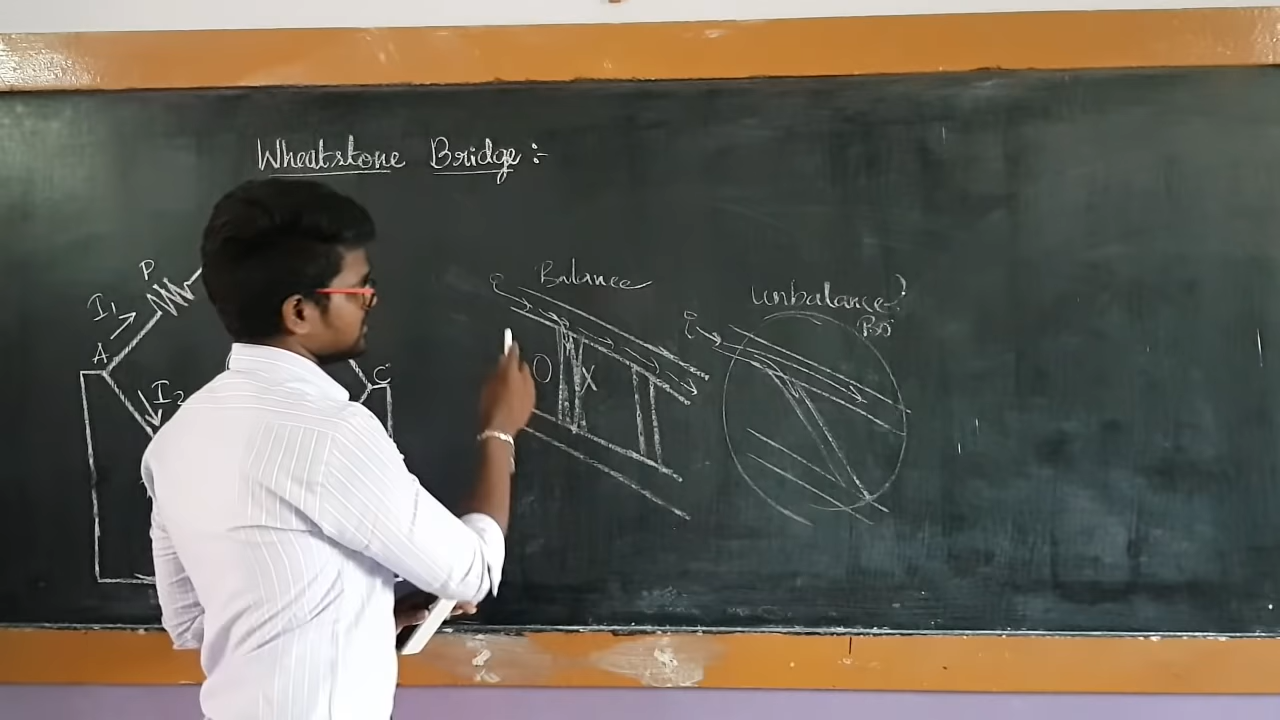 Wheatstone Bridge :-
P
I₁
A
I₂
C
e
Balance
O
X
i
Unbalance?